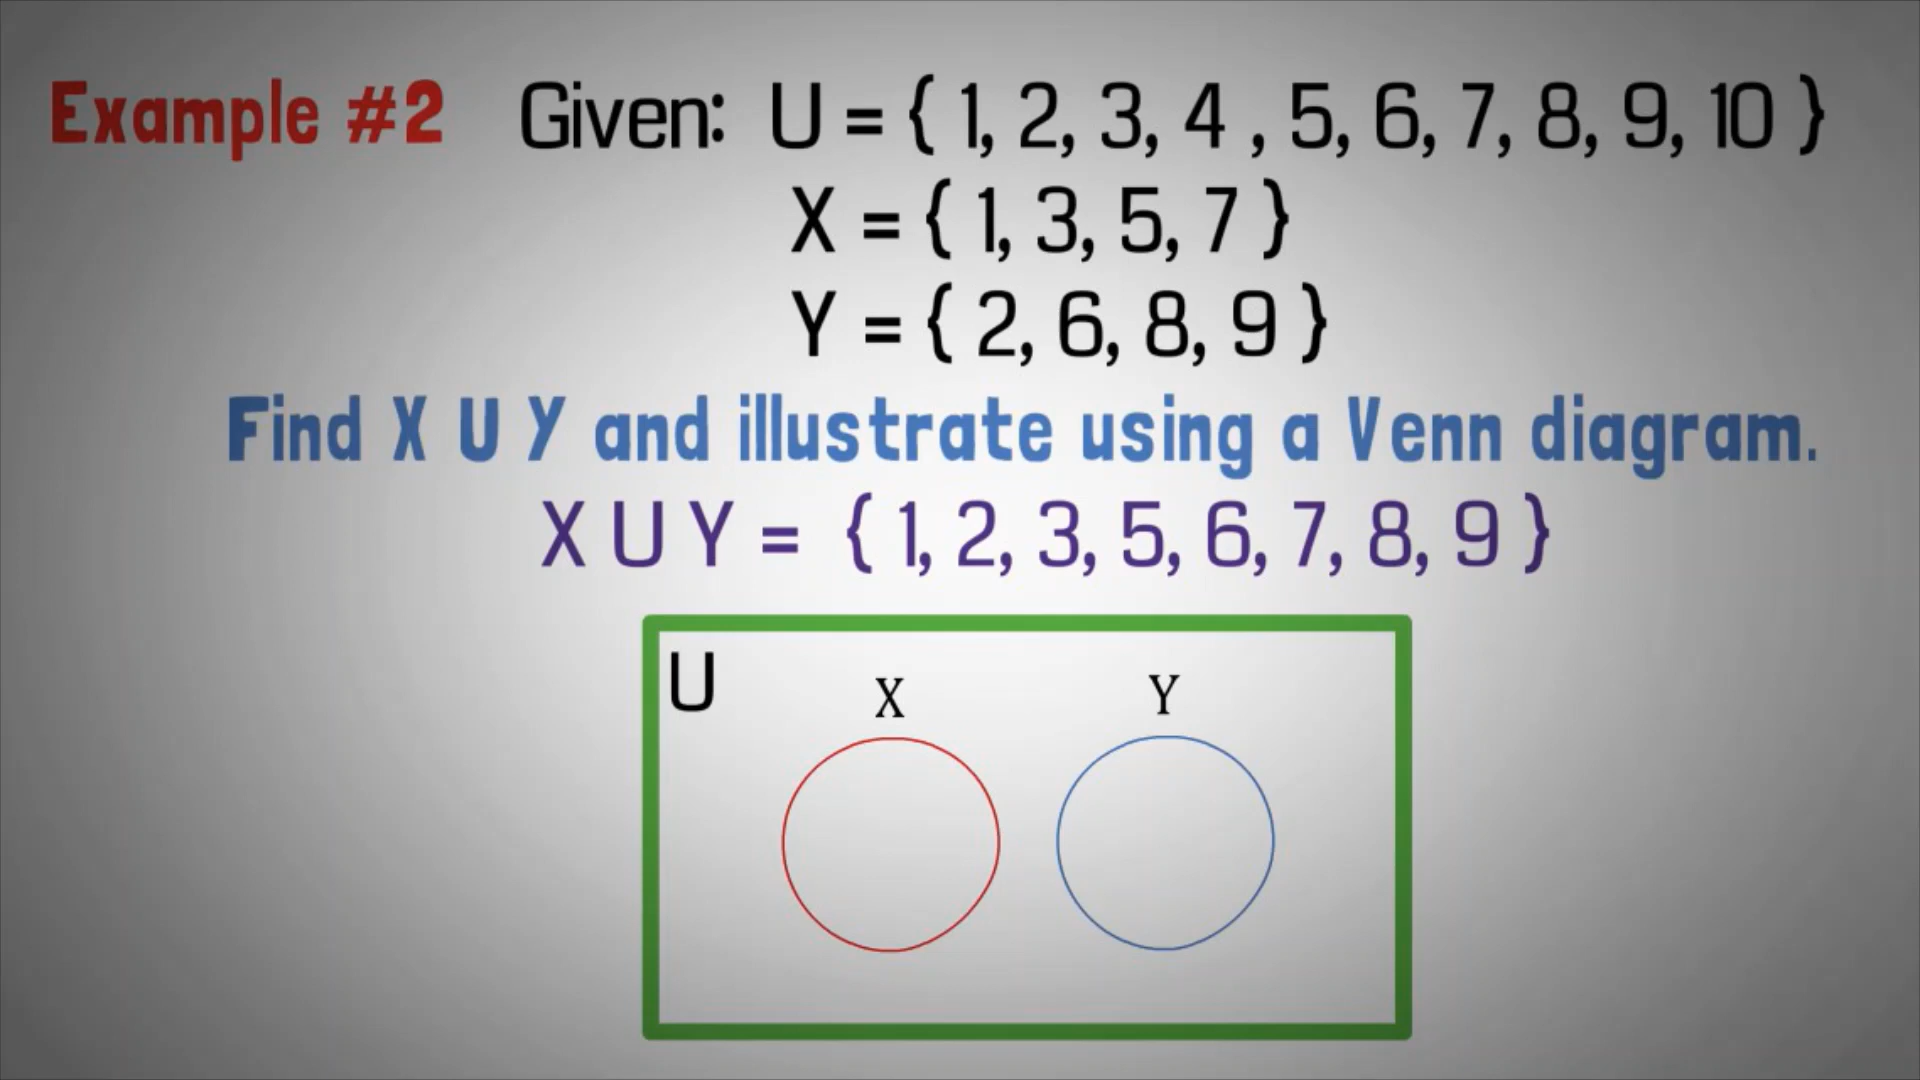 Example #2 Given: U = { 1, 2, 3, 4 , 5, 6, 7, 8, 9, 10 }
X = { 1, 3, 5, 7 }
Y = { 2, 6, 8, 9 }
Find X U Y and illustrate using a Venn diagram.
X U Y = { 1, 2, 3, 5, 6, 7, 8, 9 }
U
X Y